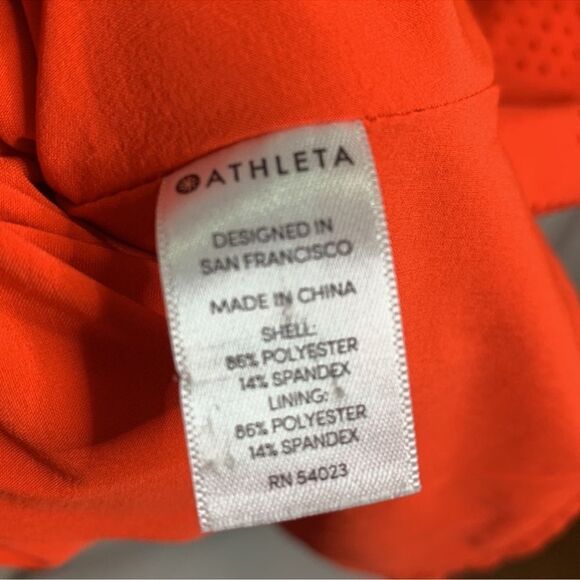 ATHLETA
DESIGNED IN
SAN FRANCISCO
MADE IN CHINA
SHELL:
86% POLYESTER
14% SPANDEX
LINING:
86% POLYESTER
14% SPANDEX
RN 54023